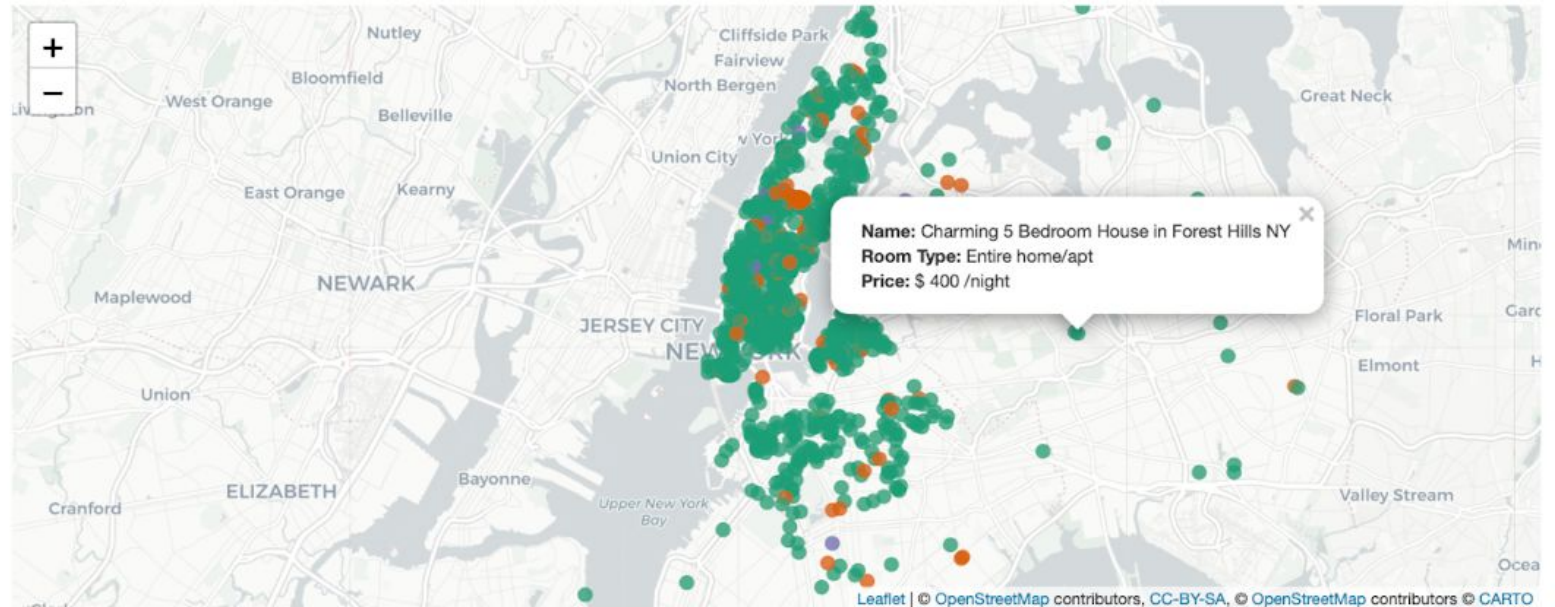 +
−
Nutley
Cliffside Park
Fairview
North Bergen
Bloomfield
West Orange
Belleville
Great Neck
Union City
East Orange
Kearny
Name: Charming 5 Bedroom House in Forest Hills NY
×
Room Type: Entire home/apt
Price: $ 400 /night
NEWARK
Maplewood
JERSEY CITY
Floral Park
Elmont
Union
Bayonne
ELIZABETH
Cranford
Upper New York
Bay
Valley Stream
Leaflet | © OpenStreetMap contributors, CC-BY-SA, © OpenStreetMap contributors © CARTO